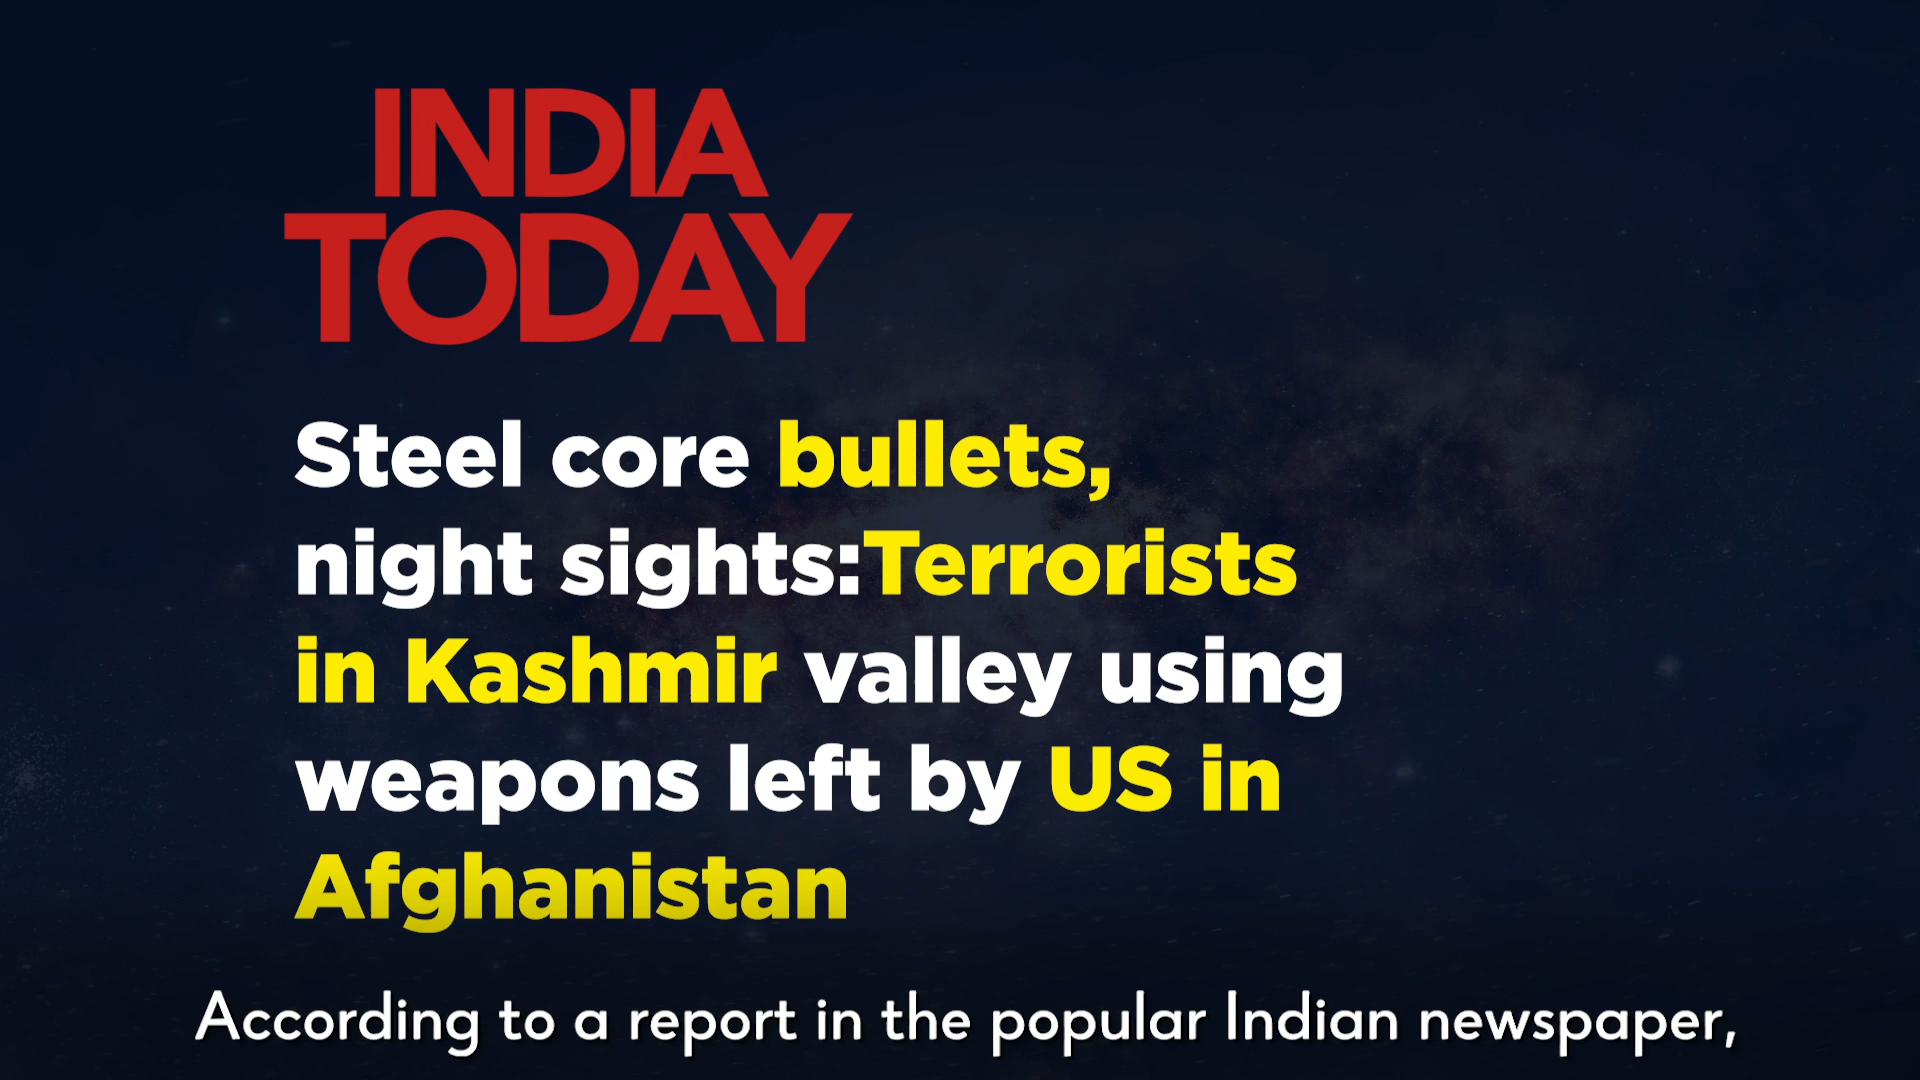 INDIA
TODAY
Steel core bullets,
night sights:Terrorists
in Kashmir valley using
weapons left by US in
Afghanistan
According to a report in the popular Indian newspaper,